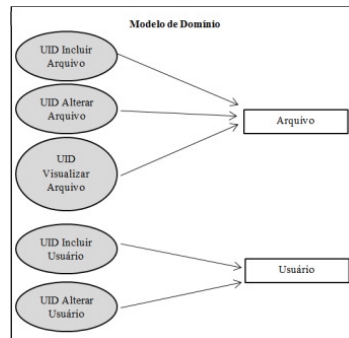 Modelo de Domínio
UID Incluir
Arquivo
UID Alterar
Arquivo
Arquivo
UID
Visualizar
Arquivo
UID Incluir
Usuário
Usuário
UID Alterar
Usuário